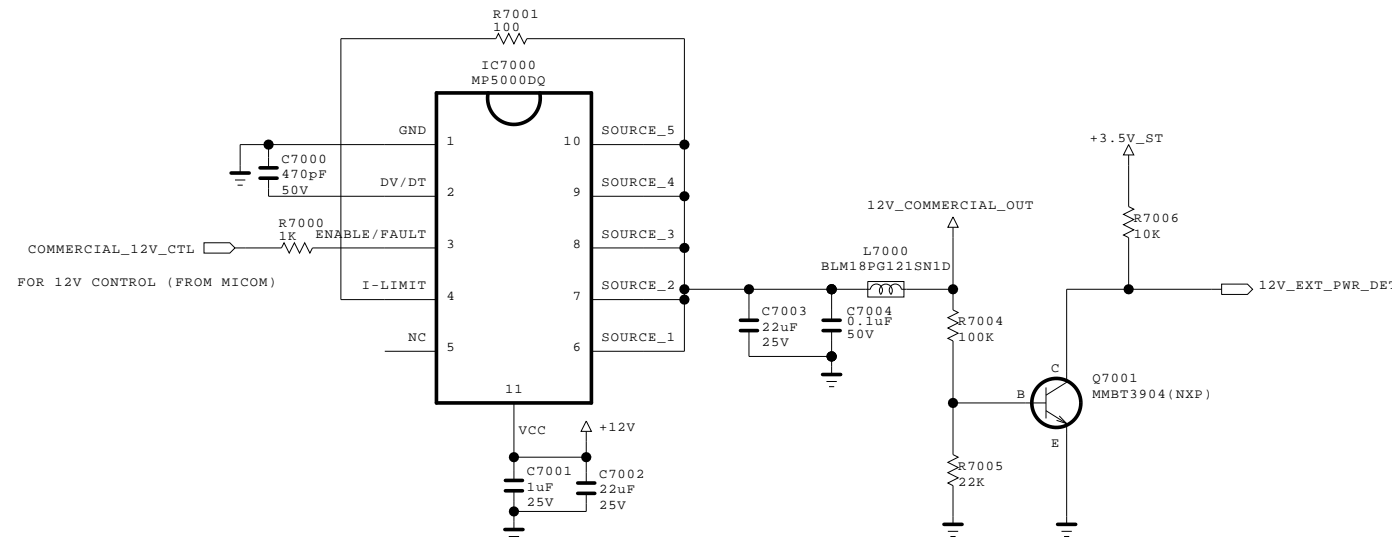 R7001
100
IC7000
MP5000DQ
GND
1
10
SOURCE_5
C7000
470pF
50V
DV/DT
2
9
SOURCE_4
R7000
1K
ENABLE/FAULT
3
8
SOURCE_3
COMMERCIAL_12V_CTL
FOR 12V CONTROL (FROM MICOM)
I-LIMIT
4
7
SOURCE_2
NC
5
6
SOURCE_1
11
VCC
+12V
C7001
1uF
25V
C7002
22uF
25V
C7003
22uF
25V
C7004
0.1uF
50V
L7000
BLM18PG121SN1D
12V_COMMERCIAL_OUT
R7004
100K
R7005
22K
+3.5V_ST
R7006
10K
12V_EXT_PWR_DET
C
B
E
Q7001
MMBT3904(NXP)